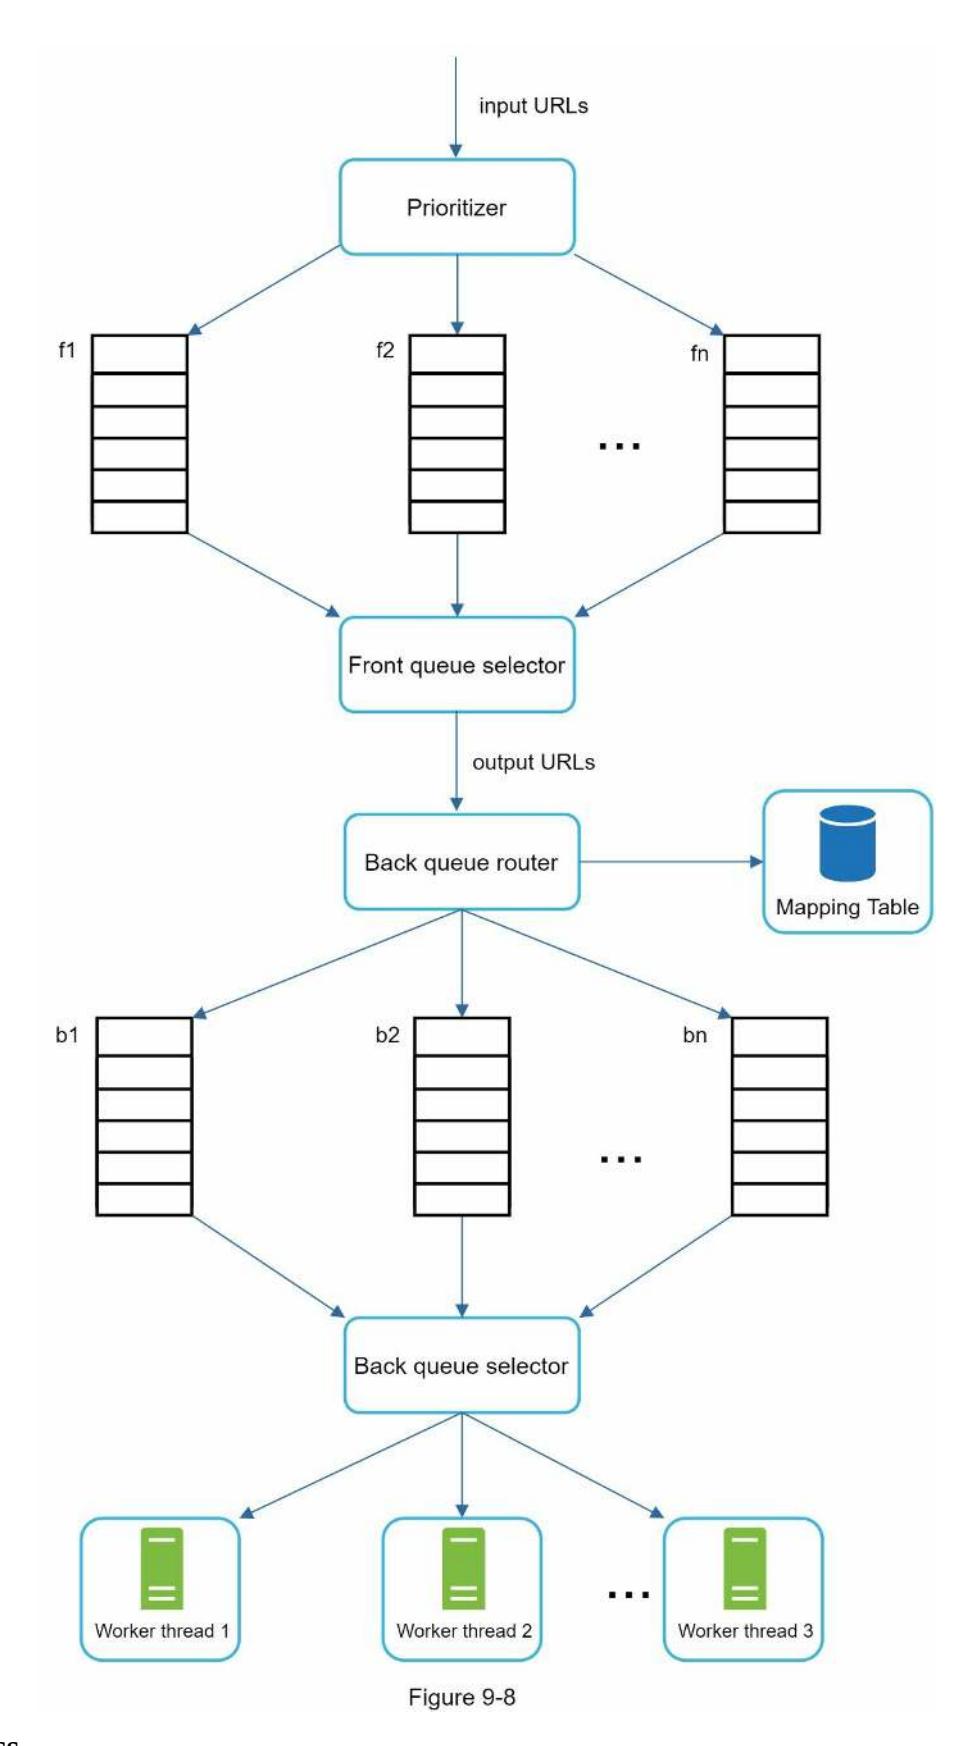 input URLs
Prioritizer
f1
f2
fn
...
Front queue selector
output URLs
Back queue router
Mapping Table
b1
b2
bn
...
Back queue selector
...
Worker thread 1
Worker thread 2
Worker thread 3
Figure 9-8